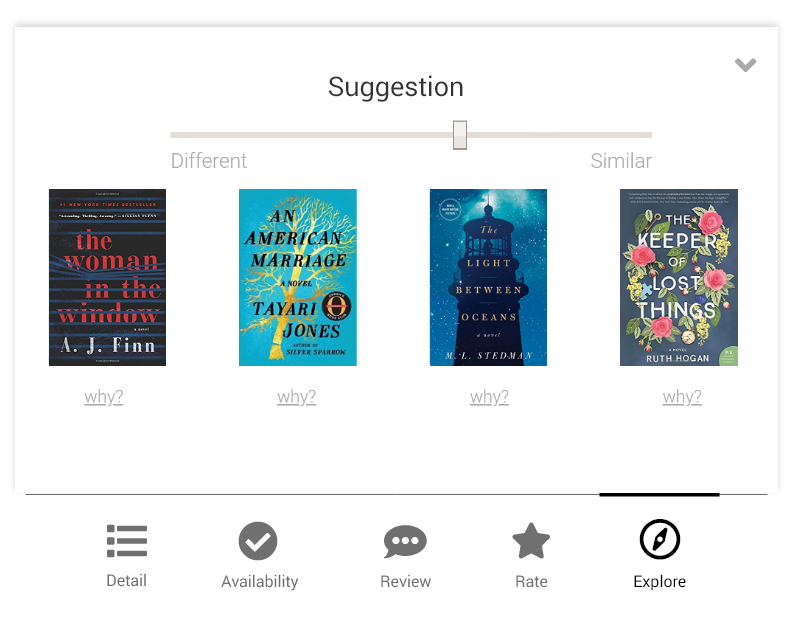 Suggestion
Different
Similar
#1 NEW YORK TIMES BESTSELLER
"Astounding. Thrilling. Amazing." —GILLIAN FLYNN
the
woman
in the
window
a novel
A. J. Finn
AN
AMERICAN
MARRIAGE
A NOVEL
TAYARI
JONES
AUTHOR OF
SILVER SPARROW
The
LIGHT
BETWEEN
OCEANS
a novel
M. L. STEDMAN
THE
KEEPER
OF
LOST
THINGS
A NOVEL
RUTH HOGAN
P.S.
why?
why?
why?
why?
Detail
Availability
Review
Rate
Explore